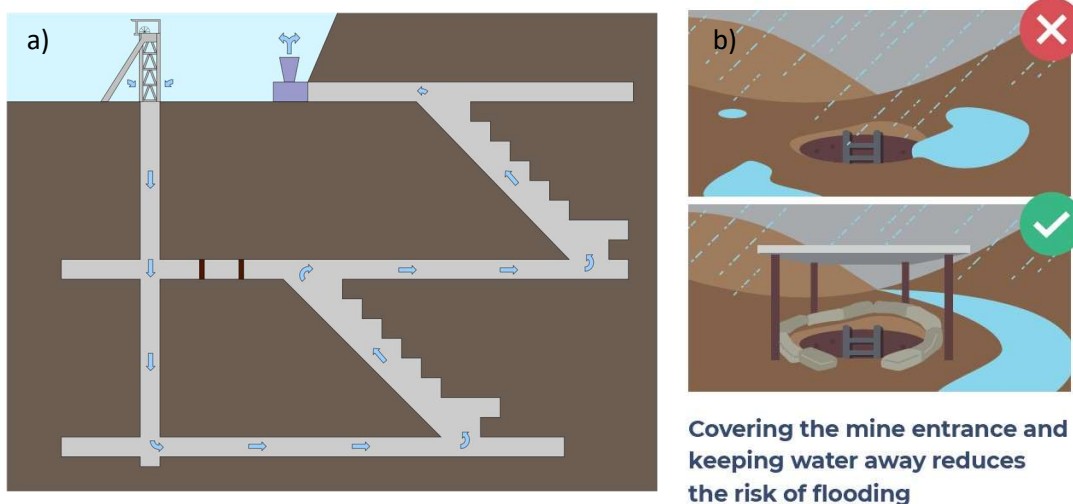 a)
b)
Covering the mine entrance and
keeping water away reduces
the risk of flooding